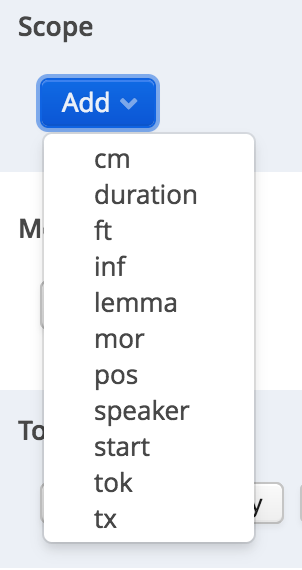 Scope
Add
cm
duration
ft
inf
lemma
mor
pos
speaker
start
tok
tx